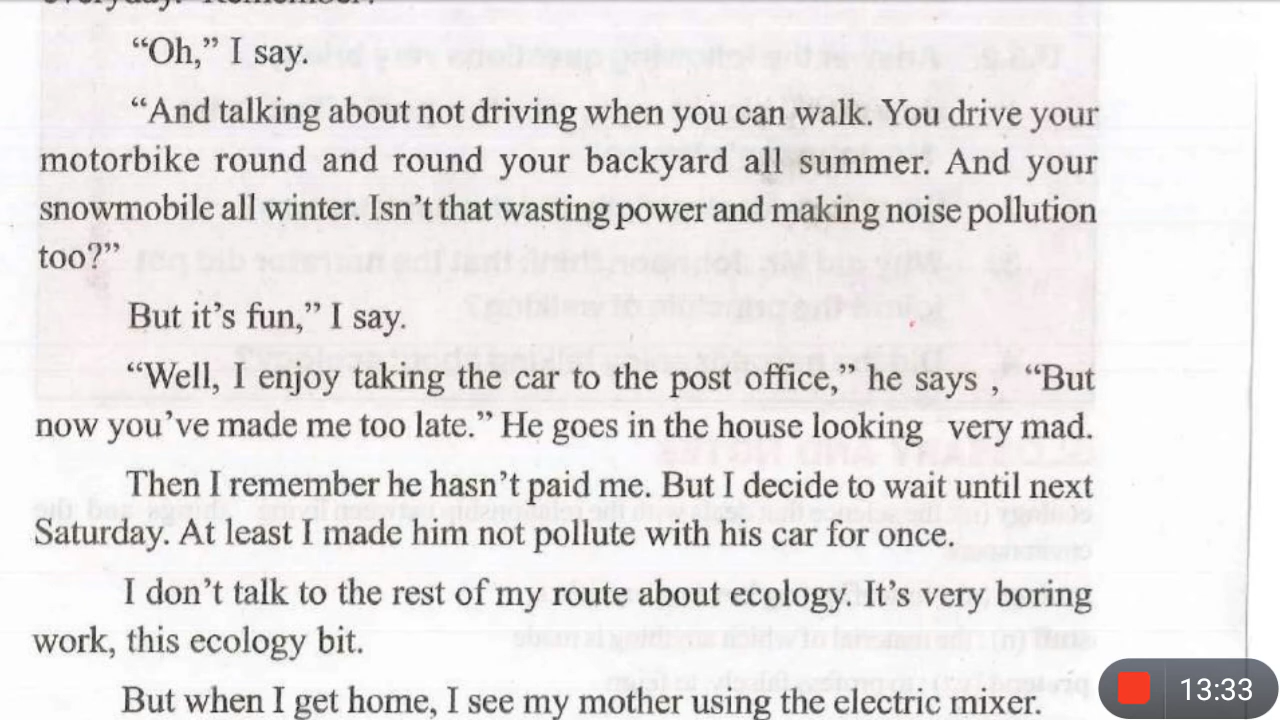 everyday." Remember?
"Oh," I say.
"And talking about not driving when you can walk. You drive your
motorbike round and round your backyard all summer. And your
snowmobile all winter. Isn't that wasting power and making noise pollution
too?"
But it's fun," I say.
"Well, I enjoy taking the car to the post office," he says , "But
now you've made me too late." He goes in the house looking very mad.
Then I remember he hasn't paid me. But I decide to wait until next
Saturday. At least I made him not pollute with his car for once.
I don't talk to the rest of my route about ecology. It's very boring
work, this ecology bit.
But when I get home, I see my mother using the electric mixer.
13:33